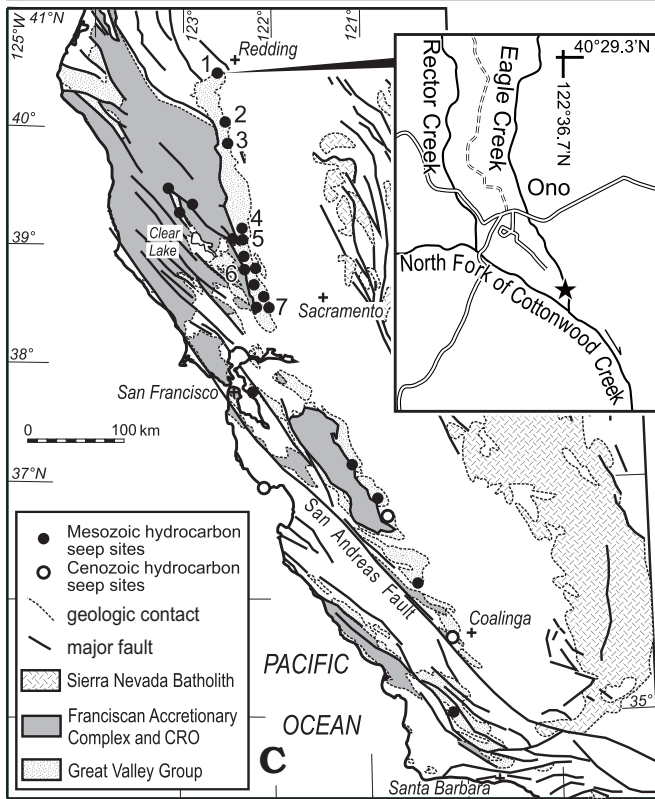 125°W
41°N
123°
122°
121°
Redding
1
40°29.3'N
Rector Creek
Eagle Creek
122°36.7'N
Ono
North Fork of Cottonwood Creek
40°
2
3
4
5
39°
Clear
Lake
6
7
Sacramento
38°
San Francisco
0 100 km
37°N
San Andreas Fault
Mesozoic hydrocarbon
seep sites
Cenozoic hydrocarbon
seep sites
geologic contact
major fault
Sierra Nevada Batholith
Franciscan Accretionary
Complex and CRO
Great Valley Group
Coalinga
PACIFIC
OCEAN
35°
C
Santa Barbara